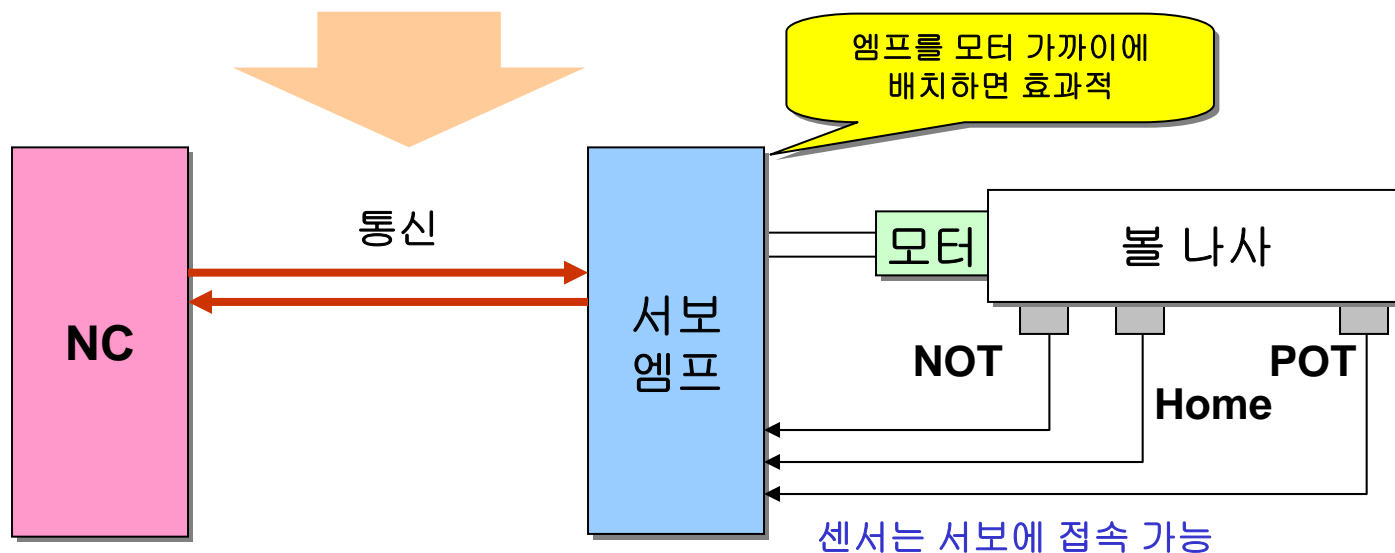 엠프를 모터 가까이에
배치하면 효과적
통신
모터
볼 나사
NC
서보
엠프
NOT
POT
Home
센서는 서보에 접속 가능